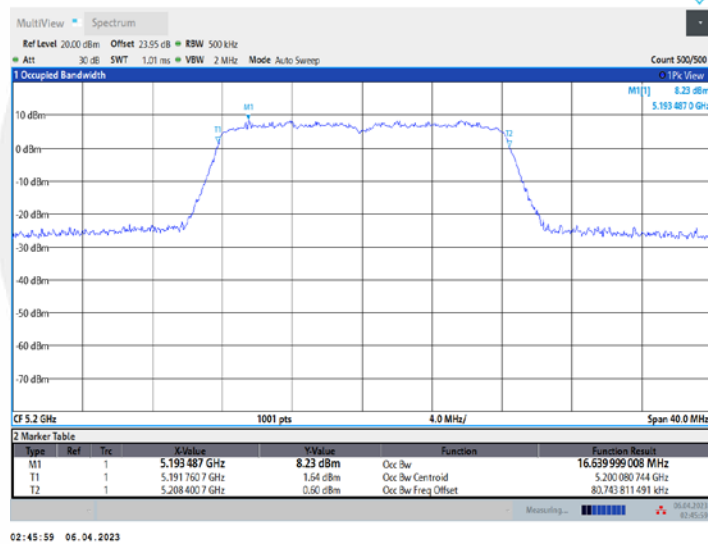 MultiView Spectrum
Ref Level 20.00 dBm Offset 23.95 dB RBW 500 kHz
Att 30 dB SWT 1.01 ms VBW 2 MHz Mode Auto Sweep Count 500/500
1 Occupied Bandwidth 1Pk View
M1[1] 8.23 dBm
5.193 487 0 GHz
M1
10 dBm
T1 T2
0 dBm
-10 dBm
-20 dBm
-30 dBm
-40 dBm
-50 dBm
-60 dBm
-70 dBm
CF 5.2 GHz 1001 pts 4.0 MHz/ Span 40.0 MHz
2 Marker Table
Type Ref Trc X-Value Y-Value Function Function Result
M1 1 5.193 487 GHz 8.23 dBm Occ Bw 16.639 999 008 MHz
T1 1 5.191 760 7 GHz 1.64 dBm Occ Bw Centroid 5.200 080 744 GHz
T2 1 5.208 400 7 GHz 0.60 dBm Occ Bw Freq Offset 80.743 811 491 kHz
Measuring... 06.04.2023
02:45:59
02:45:59 06.04.2023